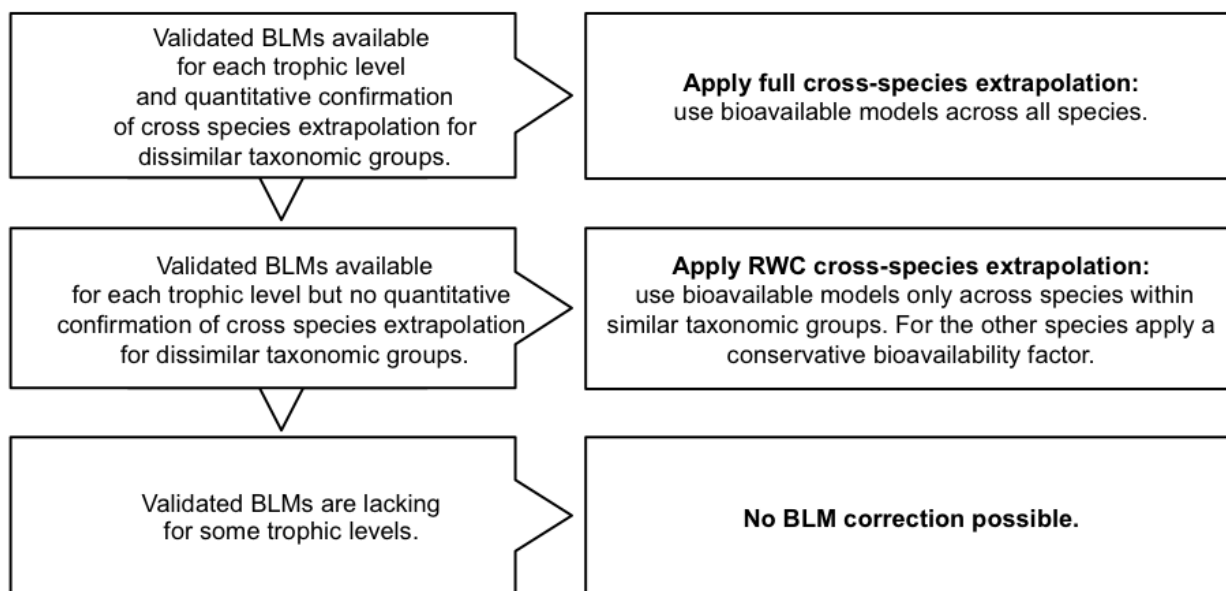 Validated BLMs available
for each trophic level
and quantitative confirmation
of cross species extrapolation for
dissimilar taxonomic groups.
Apply full cross-species extrapolation:
use bioavailable models across all species.
Validated BLMs available
for each trophic level but no quantitative
confirmation of cross species extrapolation
for dissimilar taxonomic groups.
Apply RWC cross-species extrapolation:
use bioavailable models only across species within
similar taxonomic groups. For the other species apply a
conservative bioavailability factor.
Validated BLMs are lacking
for some trophic levels.
No BLM correction possible.